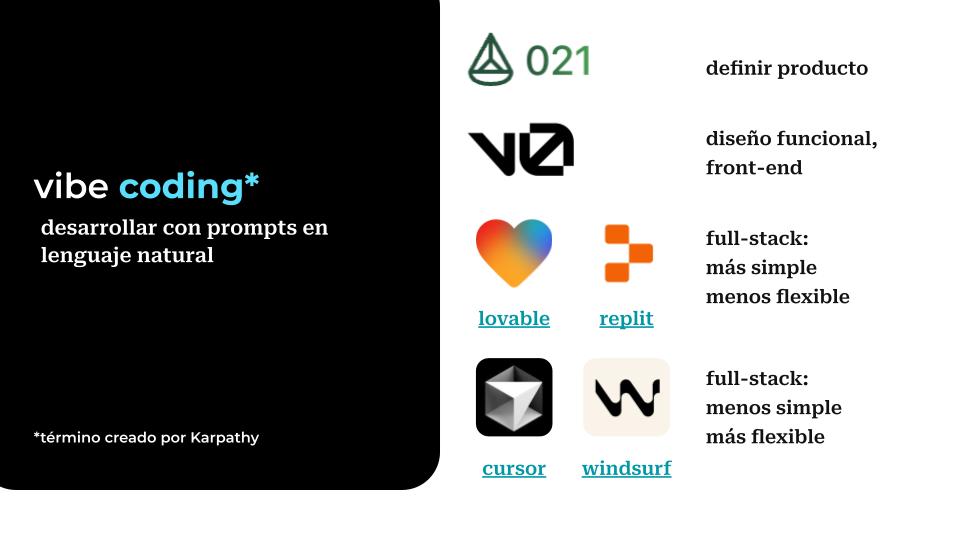 vibe coding*
desarrollar con prompts en
lenguaje natural
*término creado por Karpathy
021
definir producto
v0
diseño funcional,
front-end
lovable
replit
full-stack:
más simple
menos flexible
cursor
windsurf
full-stack:
menos simple
más flexible